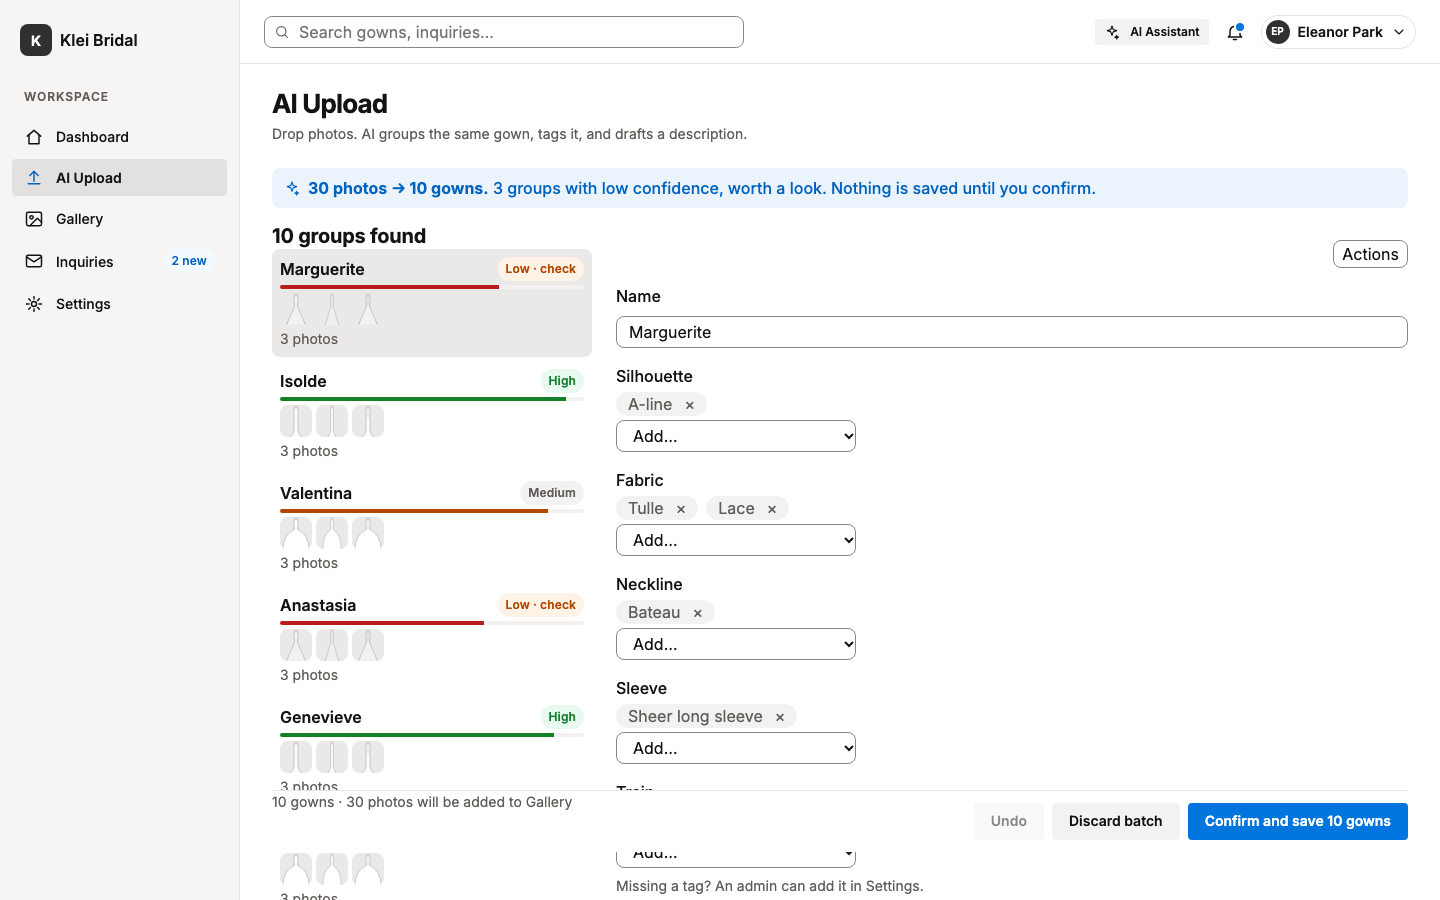 K Klei Bridal
WORKSPACE
Dashboard
AI Upload
Gallery
Inquiries 2 new
Settings
Search gowns, inquiries...
AI Assistant
EP Eleanor Park
AI Upload
Drop photos. AI groups the same gown, tags it, and drafts a description.
30 photos → 10 gowns. 3 groups with low confidence, worth a look. Nothing is saved until you confirm.
10 groups found
Marguerite Low · check
3 photos
Isolde High
3 photos
Valentina Medium
3 photos
Anastasia Low · check
3 photos
Genevieve High
3 photos
Actions
Name
Marguerite
Silhouette
A-line ×
Add...
Fabric
Tulle × Lace ×
Add...
Neckline
Bateau ×
Add...
Sleeve
Sheer long sleeve ×
Add...
Train
10 gowns · 30 photos will be added to Gallery
Undo Discard batch Confirm and save 10 gowns
Add...
3 photos
Missing a tag? An admin can add it in Settings.